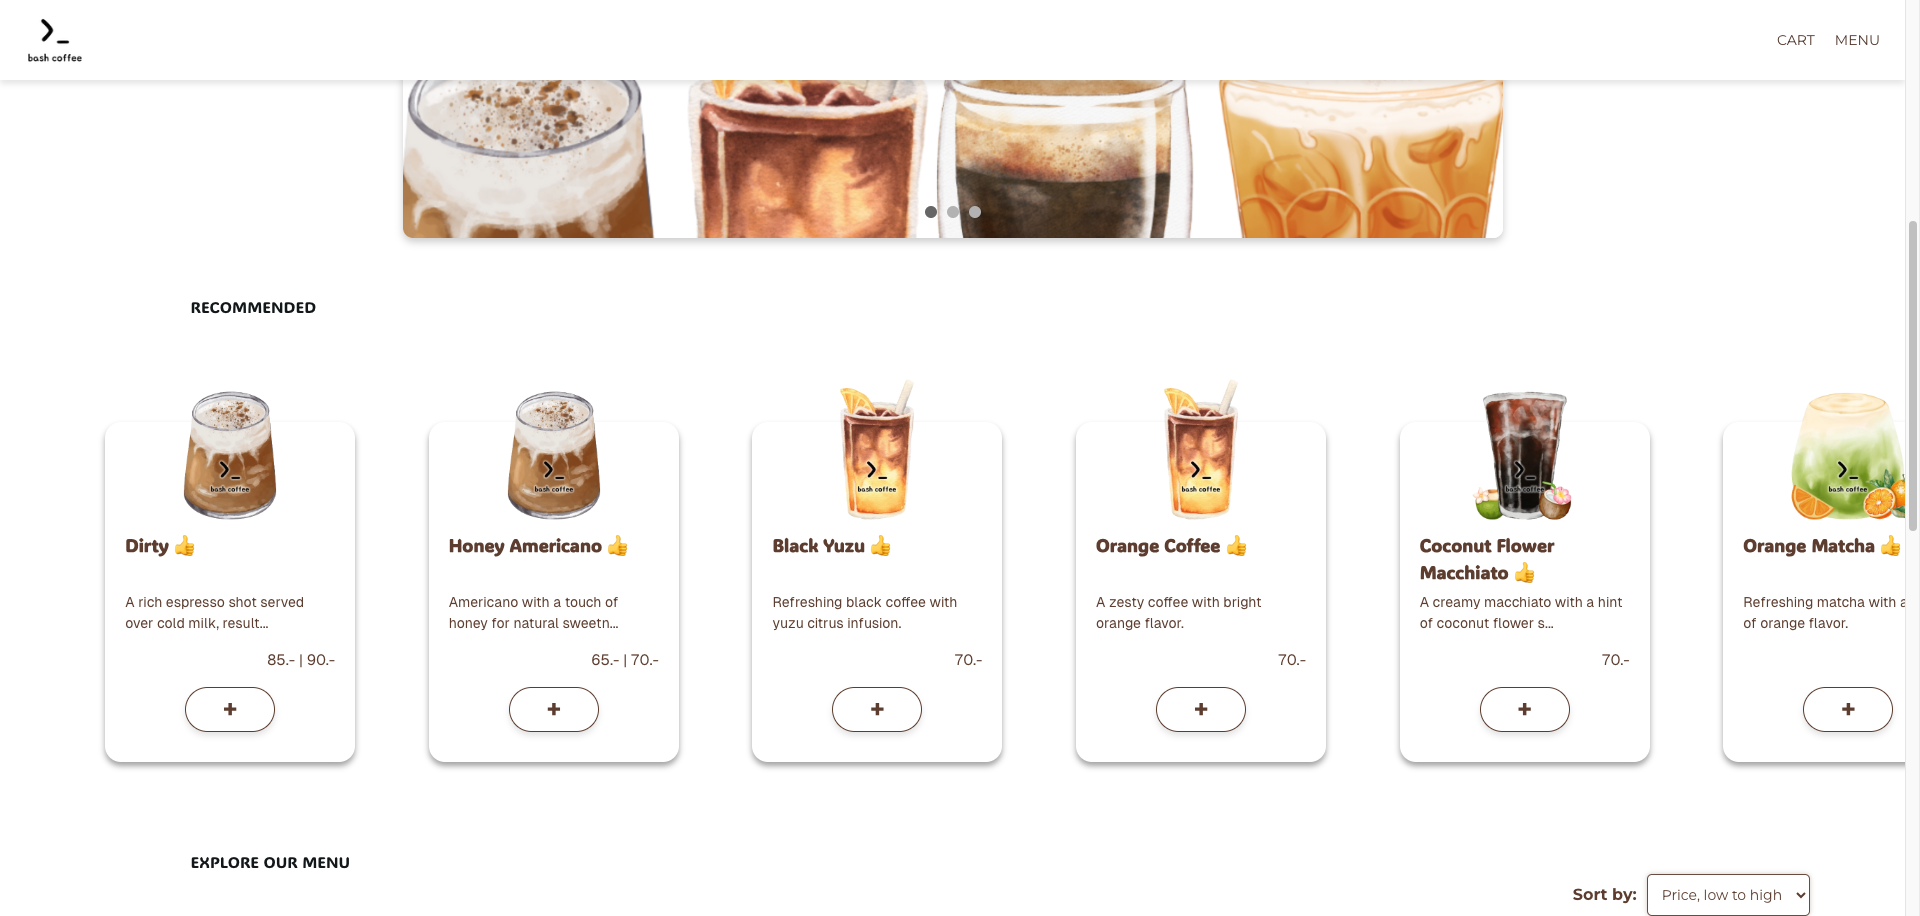 bash coffee
CART
MENU
RECOMMENDED
bash coffee
Dirty 👍
A rich espresso shot served
over cold milk, result...
85.- | 90.-
+
bash coffee
Honey Americano 👍
Americano with a touch of
honey for natural sweetn...
65.- | 70.-
+
bash coffee
Black Yuzu 👍
Refreshing black coffee with
yuzu citrus infusion.
70.-
+
bash coffee
Orange Coffee 👍
A zesty coffee with bright
orange flavor.
70.-
+
bash coffee
Coconut Flower
Macchiato 👍
A creamy macchiato with a hint
of coconut flower s...
70.-
+
bash coffee
Orange Matcha 👍
Refreshing matcha with a
of orange flavor.
+
EXPLORE OUR MENU
Sort by:
Price, low to high